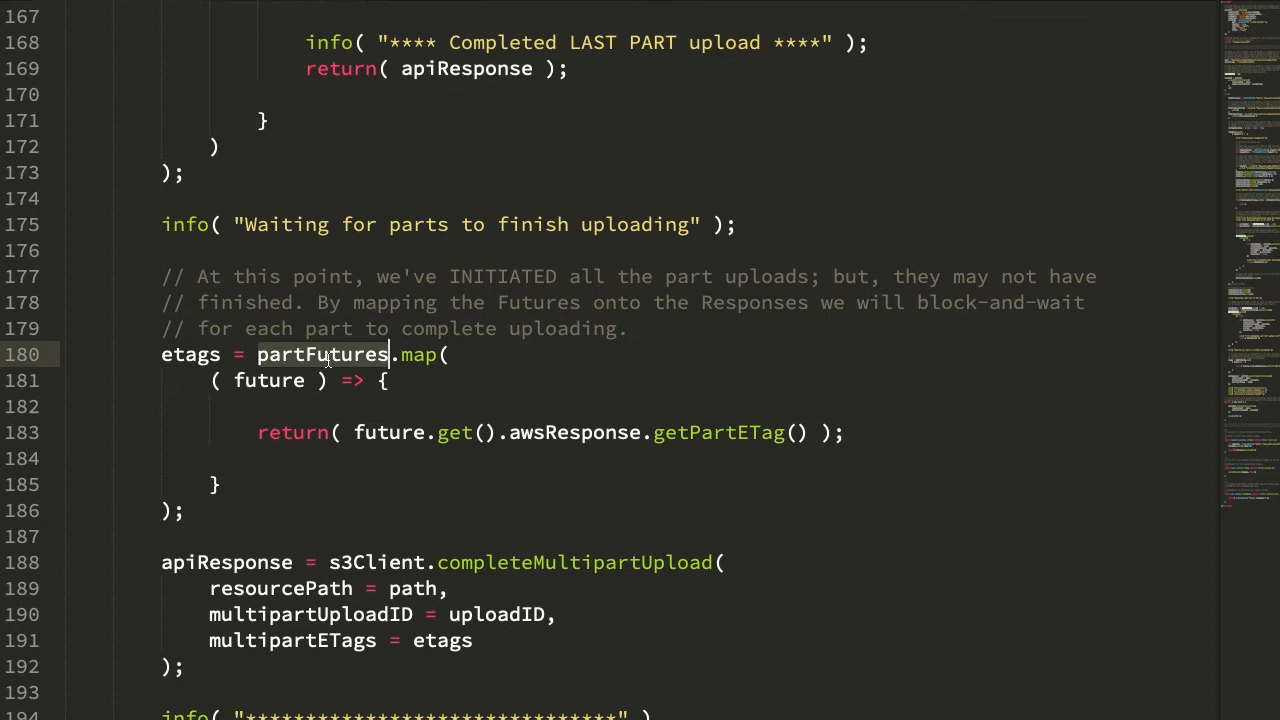 167
168 info( "**** Completed LAST PART upload ****" );
169 return( apiResponse );
170
171 }
172 )
173 );
174
175 info( "Waiting for parts to finish uploading" );
176
177 // At this point, we've INITIATED all the part uploads; but, they may not have
178 // finished. By mapping the Futures onto the Responses we will block-and-wait
179 // for each part to complete uploading.
180 etags = partFutures.map(
181 ( future ) => {
182
183 return( future.get().awsResponse.getPartETag() );
184
185 }
186 );
187
188 apiResponse = s3Client.completeMultipartUpload(
189 resourcePath = path,
190 multipartUploadID = uploadID,
191 multipartETags = etags
192 );
193
194 info( "*******************************" )